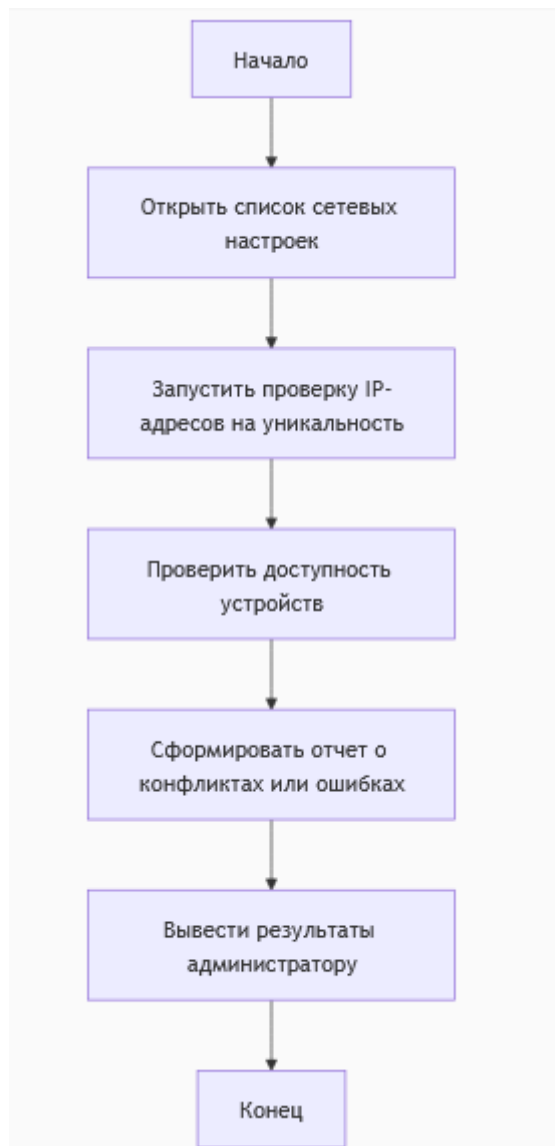 Начало
Открыть список сетевых
настроек
Запустить проверку IP-
адресов на уникальность
Проверить доступность
устройств
Сформировать отчет о
конфликтах или ошибках
Вывести результаты
администратору
Конец